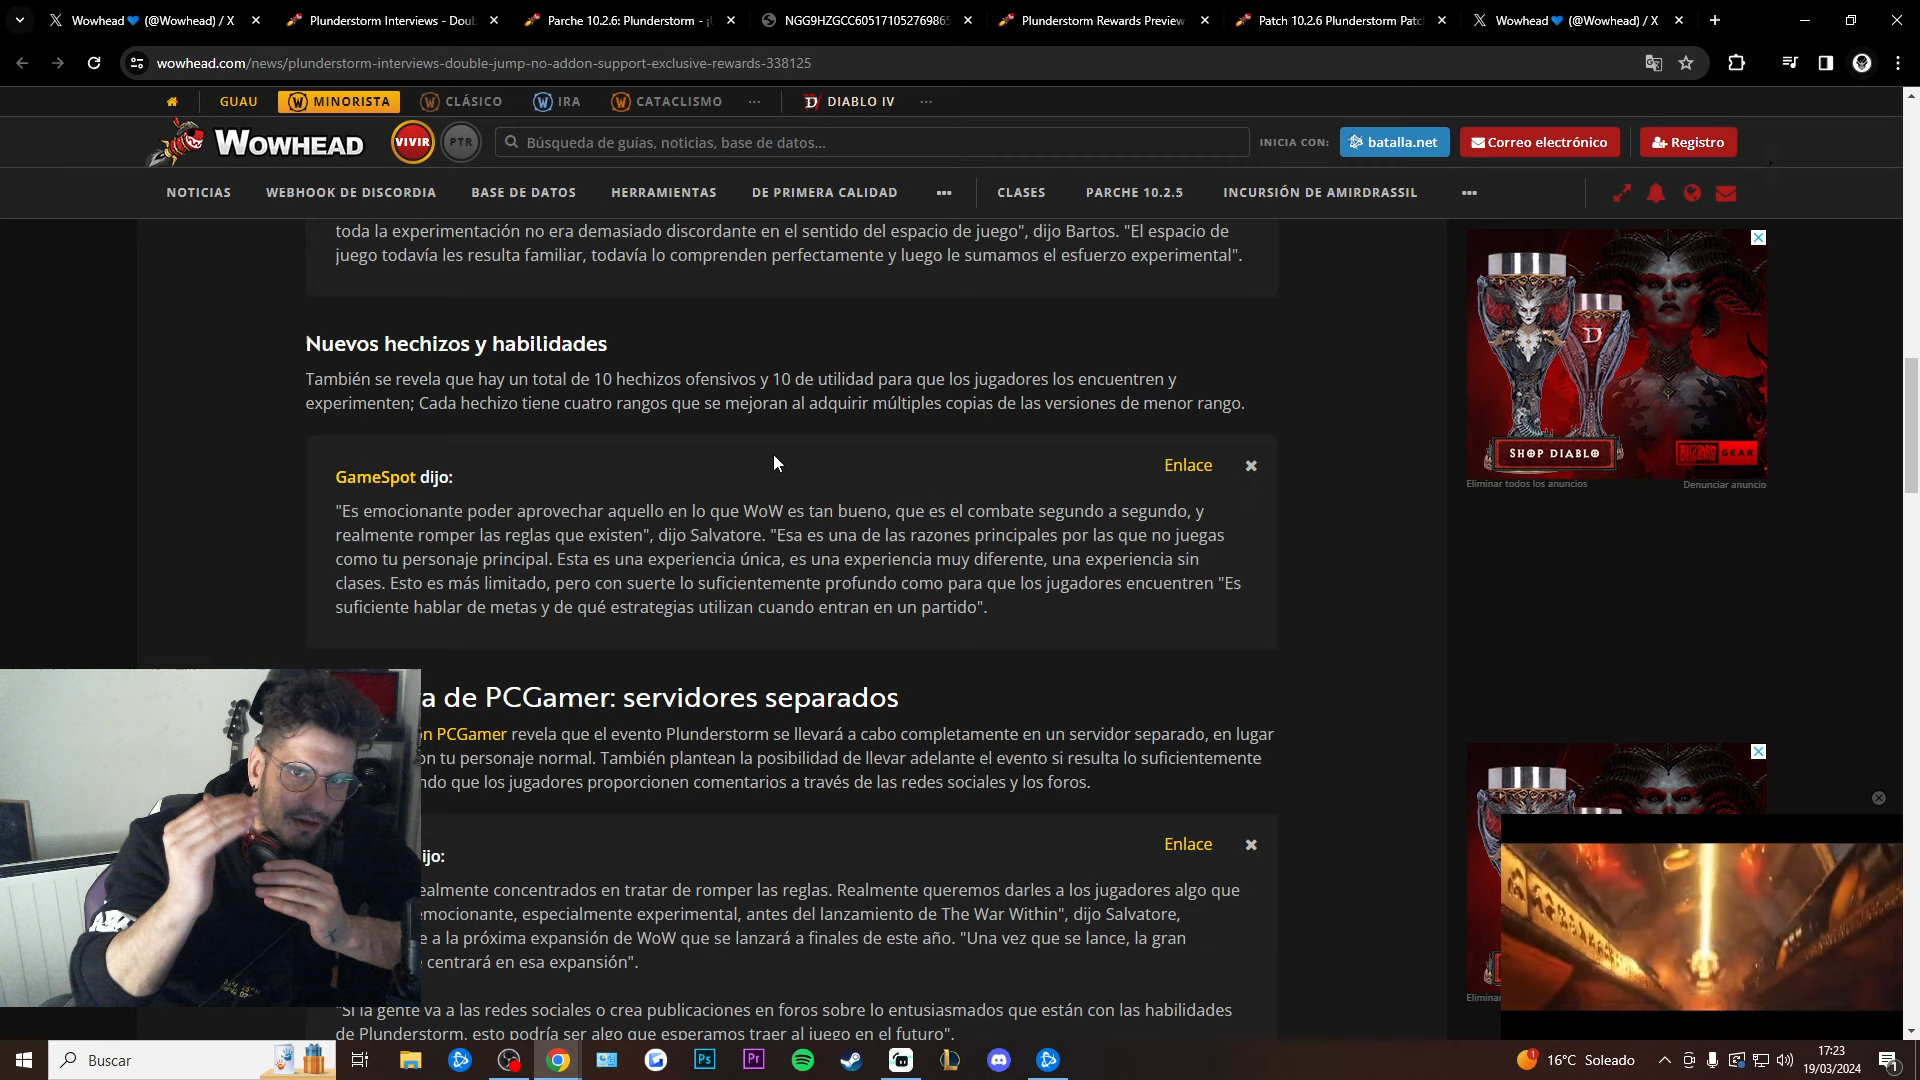 Wowhead💙 (@Wowhead) / X
Plunderstorm Interviews - Doub
Parche 10.2.6: Plunderstorm - ¡
NGG9HZGCC605171052769865
Plunderstorm Rewards Preview
Patch 10.2.6 Plunderstorm Patc
Wowhead💙 (@Wowhead) / X
wowhead.com/news/plunderstorm-interviews-double-jump-no-addon-support-exclusive-rewards-338125
GUAU MINORISTA CLÁSICO IRA CATACLISMO ... DIABLO IV ...
WOWHEAD VIVIR PTR Búsqueda de guías, noticias, base de datos... INICIA CON: batalla.net Correo electrónico Registro
NOTICIAS WEBHOOK DE DISCORDIA BASE DE DATOS HERRAMIENTAS DE PRIMERA CALIDAD ... CLASES PARCHE 10.2.5 INCURSIÓN DE AMIRDRASSIL ...
toda la experimentación no era demasiado discordante en el sentido del espacio de juego", dijo Bartos. "El espacio de
juego todavía les resulta familiar, todavía lo comprenden perfectamente y luego le sumamos el esfuerzo experimental".
Nuevos hechizos y habilidades
También se revela que hay un total de 10 hechizos ofensivos y 10 de utilidad para que los jugadores los encuentren y
experimenten; Cada hechizo tiene cuatro rangos que se mejoran al adquirir múltiples copias de las versiones de menor rango.
Enlace
GameSpot dijo:
"Es emocionante poder aprovechar aquello en lo que WoW es tan bueno, que es el combate segundo a segundo, y
realmente romper las reglas que existen", dijo Salvatore. "Esa es una de las razones principales por las que no juegas
como tu personaje principal. Esta es una experiencia única, es una experiencia muy diferente, una experiencia sin
clases. Esto es más limitado, pero con suerte lo suficientemente profundo como para que los jugadores encuentren "Es
suficiente hablar de metas y de qué estrategias utilizan cuando entran en un partido".
a de PCGamer: servidores separados
n PCGamer revela que el evento Plunderstorm se llevará a cabo completamente en un servidor separado, en lugar
on tu personaje normal. También plantean la posibilidad de llevar adelante el evento si resulta lo suficientemente
ndo que los jugadores proporcionen comentarios a través de las redes sociales y los foros.
Enlace
ijo:
ealmente concentrados en tratar de romper las reglas. Realmente queremos darles a los jugadores algo que
emocionante, especialmente experimental, antes del lanzamiento de The War Within", dijo Salvatore,
e a la próxima expansión de WoW que se lanzará a finales de este año. "Una vez que se lance, la gran
centrará en esa expansión".
"Si la gente va a las redes sociales o crea publicaciones en foros sobre lo entusiasmados que están con las habilidades
de Plunderstorm, esto podría ser algo que esperamos traer al juego en el futuro".
SHOP DIABLO BLIZZARD GEAR
Eliminar todos los anuncios Denunciar anuncio
Elimina
Buscar
Ps
Pr
1
16°C Soleado
17:23
19/03/2024
1